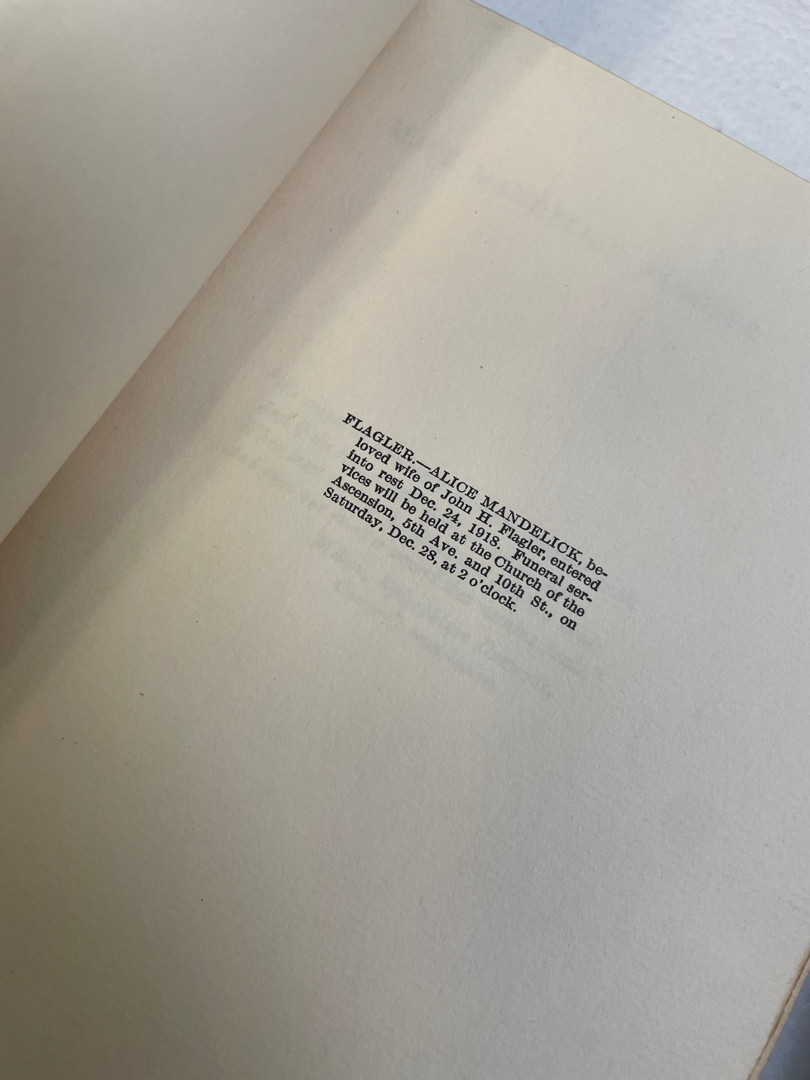 FLAGLER.—ALICE MANDELICK, be-
loved wife of John H. Flagler, entered
into rest Dec. 24, 1918. Funeral ser-
vices will be held at the Church of the
Ascension, 5th Ave. and 10th St., on
Saturday, Dec. 28, at 2 o'clock.